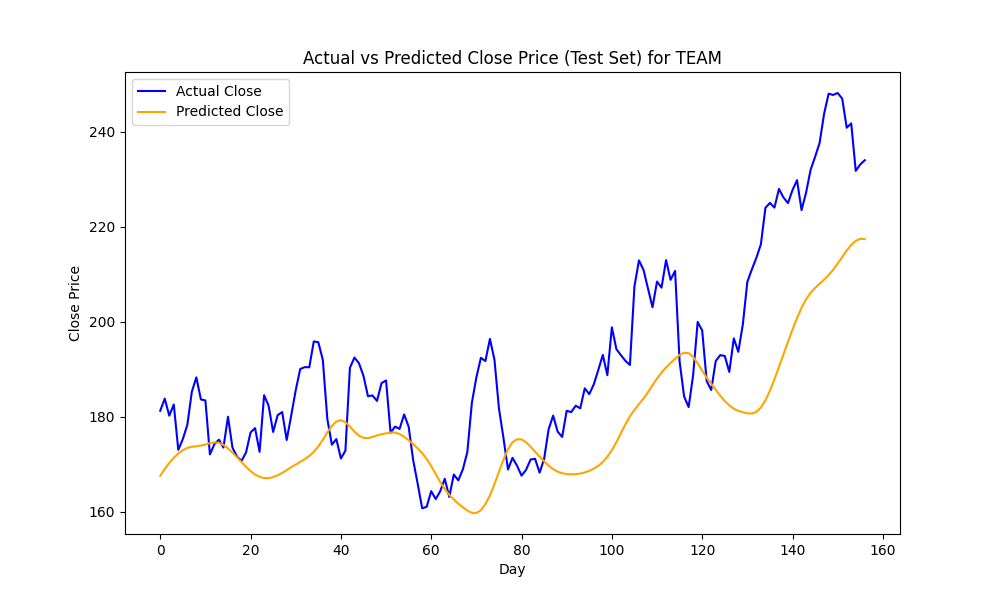 Actual vs Predicted Close Price (Test Set) for TEAM
Actual Close
Predicted Close
240
220
200
180
160
Close Price
0 20 40 60 80 100 120 140 160
Day